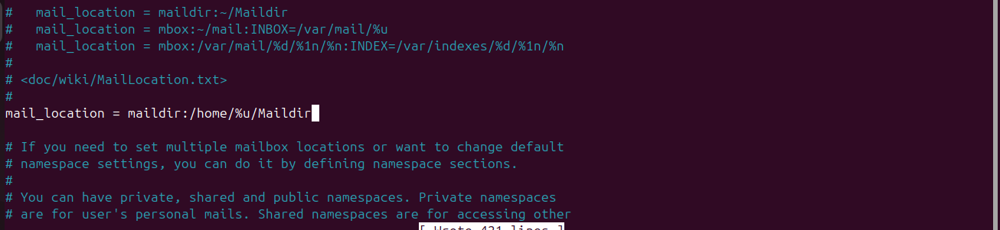 #   mail_location = maildir:~/Maildir
#   mail_location = mbox:~/mail:INBOX=/var/mail/%u
#   mail_location = mbox:/var/mail/%d/%1n/%n:INDEX=/var/indexes/%d/%1n/%n
#
# <doc/wiki/MailLocation.txt>
#
mail_location = maildir:/home/%u/Maildir
# If you need to set multiple mailbox locations or want to change default
# namespace settings, you can do it by defining namespace sections.
#
# You can have private, shared and public namespaces. Private namespaces
# are for user's personal mails. Shared namespaces are for accessing other
[ Wrote 421 lines ]